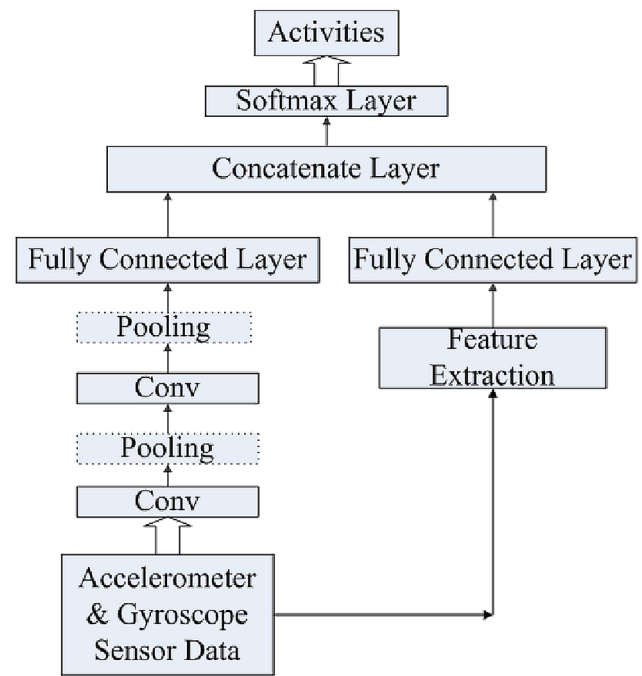 Activities
Softmax Layer
Concatenate Layer
Fully Connected Layer
Fully Connected Layer
Pooling
Feature
Extraction
Conv
Pooling
Conv
Accelerometer
& Gyroscope
Sensor Data